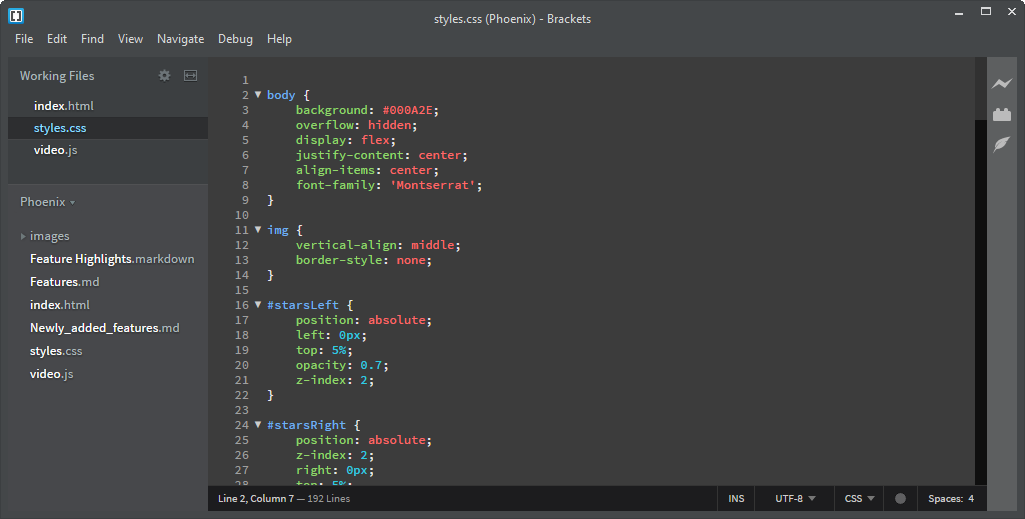 styles.css (Phoenix) - Brackets
File Edit Find View Navigate Debug Help
Working Files
index.html
styles.css
video.js
Phoenix
images
Feature Highlights.markdown
Features.md
index.html
Newly_added_features.md
styles.css
video.js
1
2 body {
3 background: #000A2E;
4 overflow: hidden;
5 display: flex;
6 justify-content: center;
7 align-items: center;
8 font-family: 'Montserrat';
9 }
10
11 img {
12 vertical-align: middle;
13 border-style: none;
14 }
15
16 #starsLeft {
17 position: absolute;
18 left: 0px;
19 top: 5%;
20 opacity: 0.7;
21 z-index: 2;
22 }
23
24 #starsRight {
25 position: absolute;
26 z-index: 2;
27 right: 0px;
28 top: 5%;
Line 2, Column 7 — 192 Lines INS UTF-8 CSS Spaces: 4